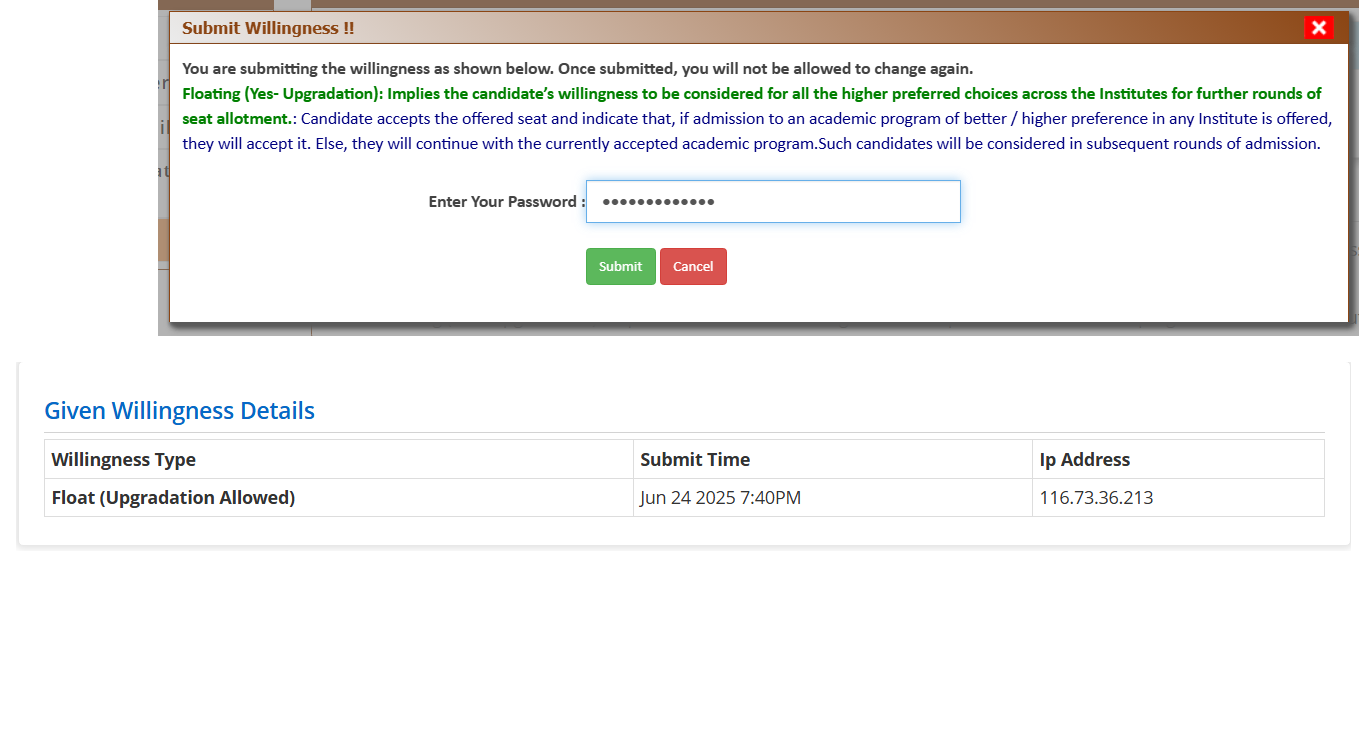 Submit Willingness !!
You are submitting the willingness as shown below. Once submitted, you will not be allowed to change again.
Floating (Yes- Upgradation): Implies the candidate's willingness to be considered for all the higher preferred choices across the Institutes for further rounds of
seat allotment.: Candidate accepts the offered seat and indicate that, if admission to an academic program of better / higher preference in any Institute is offered,
they will accept it. Else, they will continue with the currently accepted academic program.Such candidates will be considered in subsequent rounds of admission.
Enter Your Password :
Submit Cancel
Given Willingness Details
Willingness Type Submit Time Ip Address
Float (Upgradation Allowed) Jun 24 2025 7:40PM 116.73.36.213